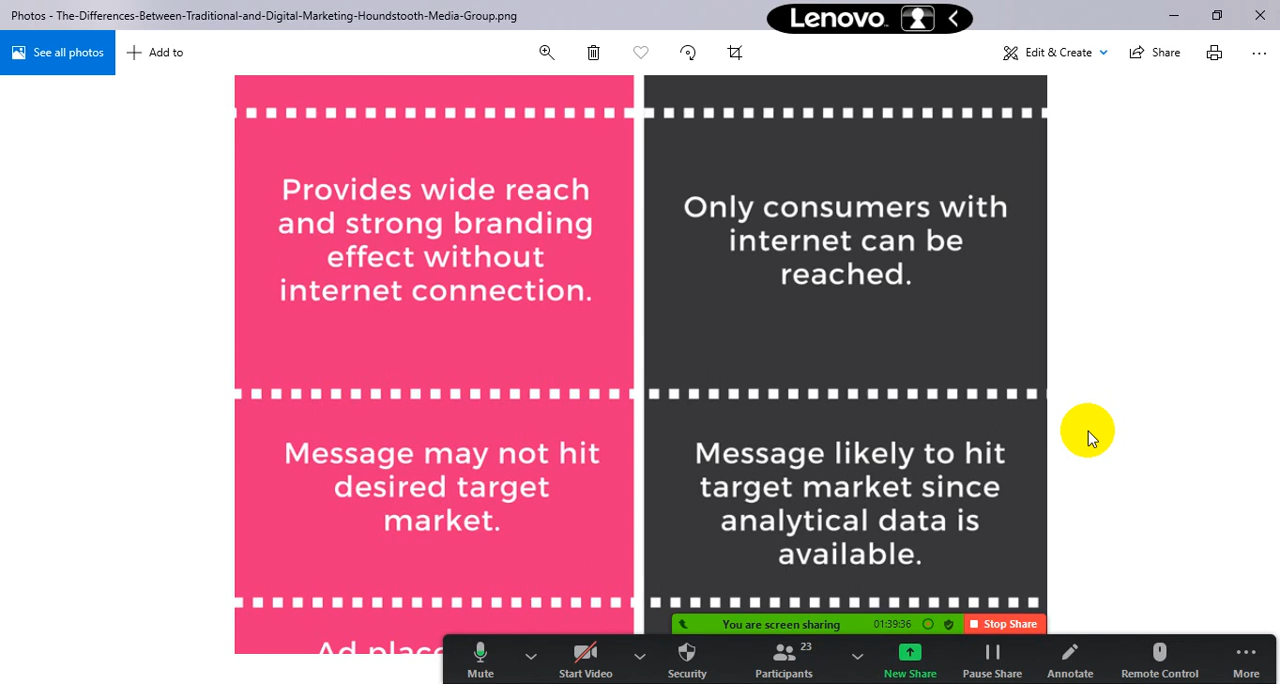 Photos - The-Differences-Between-Traditional-and-Digital-Marketing-Houndstooth-Media-Group.png
Lenovo
See all photos
Add to
Edit & Create
Share
Provides wide reach
and strong branding
effect without
internet connection.
Only consumers with
internet can be
reached.
Message may not hit
desired target
market.
Message likely to hit
target market since
analytical data is
available.
You are screen sharing
01:39:36
Stop Share
Ad
Mute
Start Video
Security
Participants
23
New Share
Pause Share
Annotate
Remote Control
More